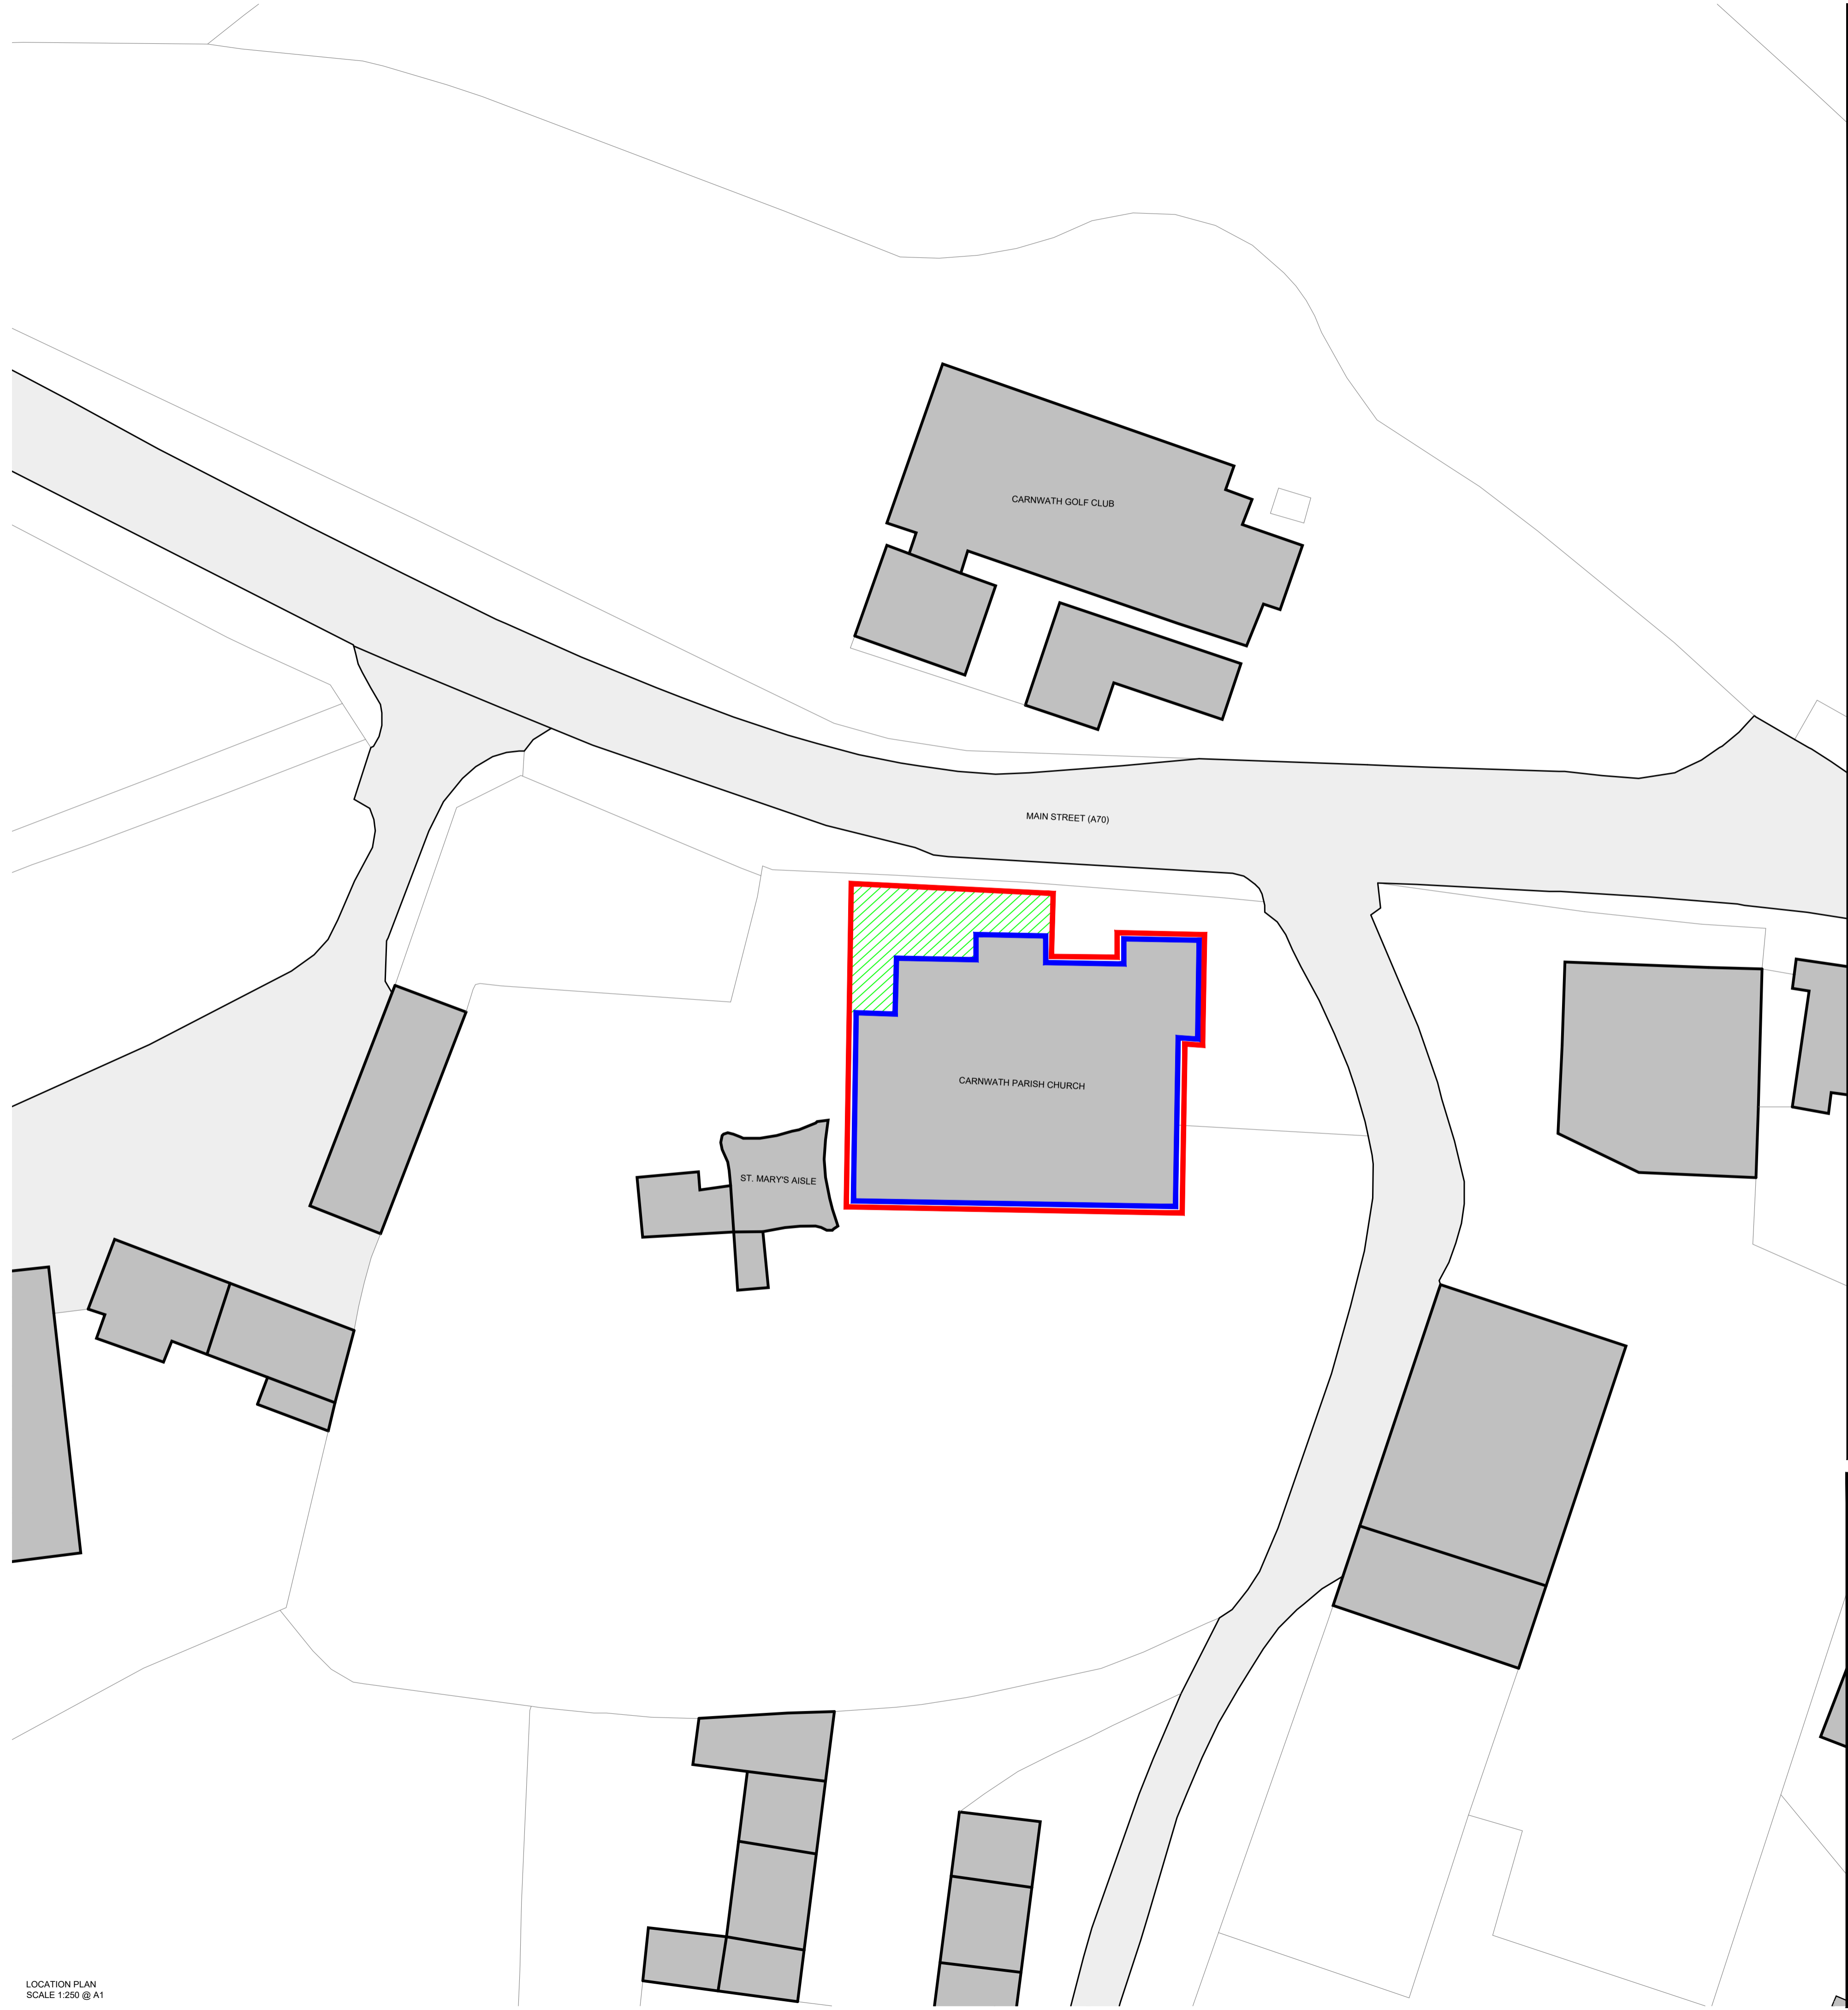 CARNWATH GOLF CLUB
MAIN STREET (A70)
CARNWATH PARISH CHURCH
ST. MARY'S AISLE
LOCATION PLAN
SCALE 1:250 @ A1